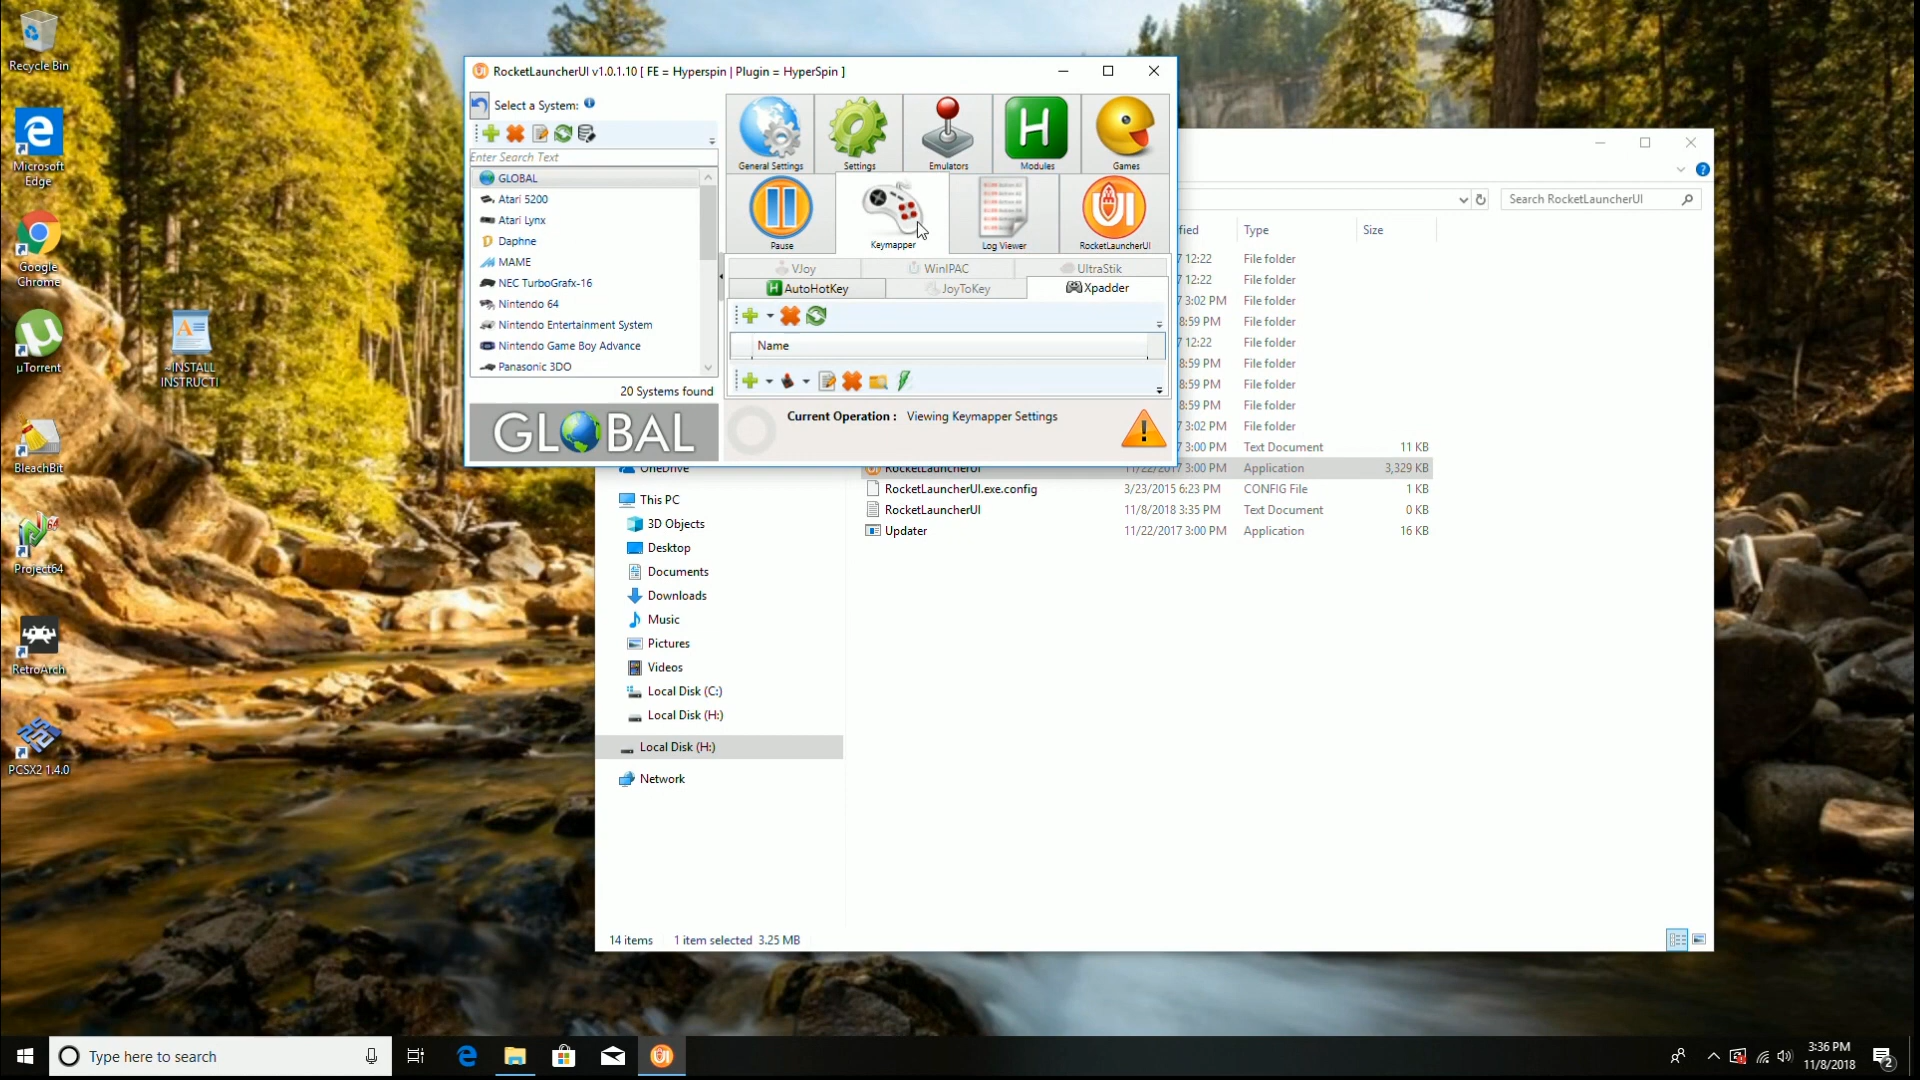 Recycle Bin
Microsoft
Edge
Google
Chrome
µTorrent
~INSTALL
INSTRUCTI
BleachBit
Project64
RetroArch
PCSX2 1.4.0
RocketLauncherUI v1.0.1.10 [ FE = Hyperspin | Plugin = HyperSpin ]
Select a System:
Enter Search Text
GLOBAL
Atari 5200
Atari Lynx
Daphne
MAME
NEC TurboGrafx-16
Nintendo 64
Nintendo Entertainment System
Nintendo Game Boy Advance
Panasonic 3DO
20 Systems found
GLOBAL
General Settings
Settings
Emulators
Modules
Games
Pause
Keymapper
Log Viewer
RocketLauncherUI
VJoy
WinIPAC
UltraStik
AutoHotKey
JoyToKey
Xpadder
Name
Current Operation : Viewing Keymapper Settings
Search RocketLauncherUI
fied Type Size
7 12:22 File folder
7 12:22 File folder
7 3:02 PM File folder
8:59 PM File folder
7 12:22 File folder
8:59 PM File folder
8:59 PM File folder
8:59 PM File folder
7 3:02 PM File folder
7 3:00 PM Text Document 11 KB
RocketLauncherUI 11/22/2017 3:00 PM Application 3,329 KB
RocketLauncherUI.exe.config 3/23/2015 6:23 PM CONFIG File 1 KB
RocketLauncherUI 11/8/2018 3:35 PM Text Document 0 KB
Updater 11/22/2017 3:00 PM Application 16 KB
OneDrive
This PC
3D Objects
Desktop
Documents
Downloads
Music
Pictures
Videos
Local Disk (C:)
Local Disk (H:)
Local Disk (H:)
Network
14 items 1 item selected 3.25 MB
Type here to search
3:36 PM
11/8/2018
2